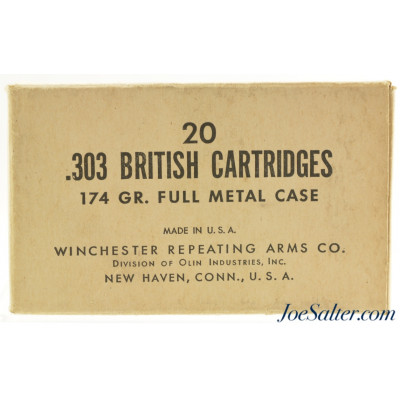 20
.303 BRITISH CARTRIDGES
174 GR. FULL METAL CASE
MADE IN U.S.A.
WINCHESTER REPEATING ARMS CO.
DIVISION OF OLIN INDUSTRIES, INC.
NEW HAVEN, CONN., U. S. A.
JoeSalter.com